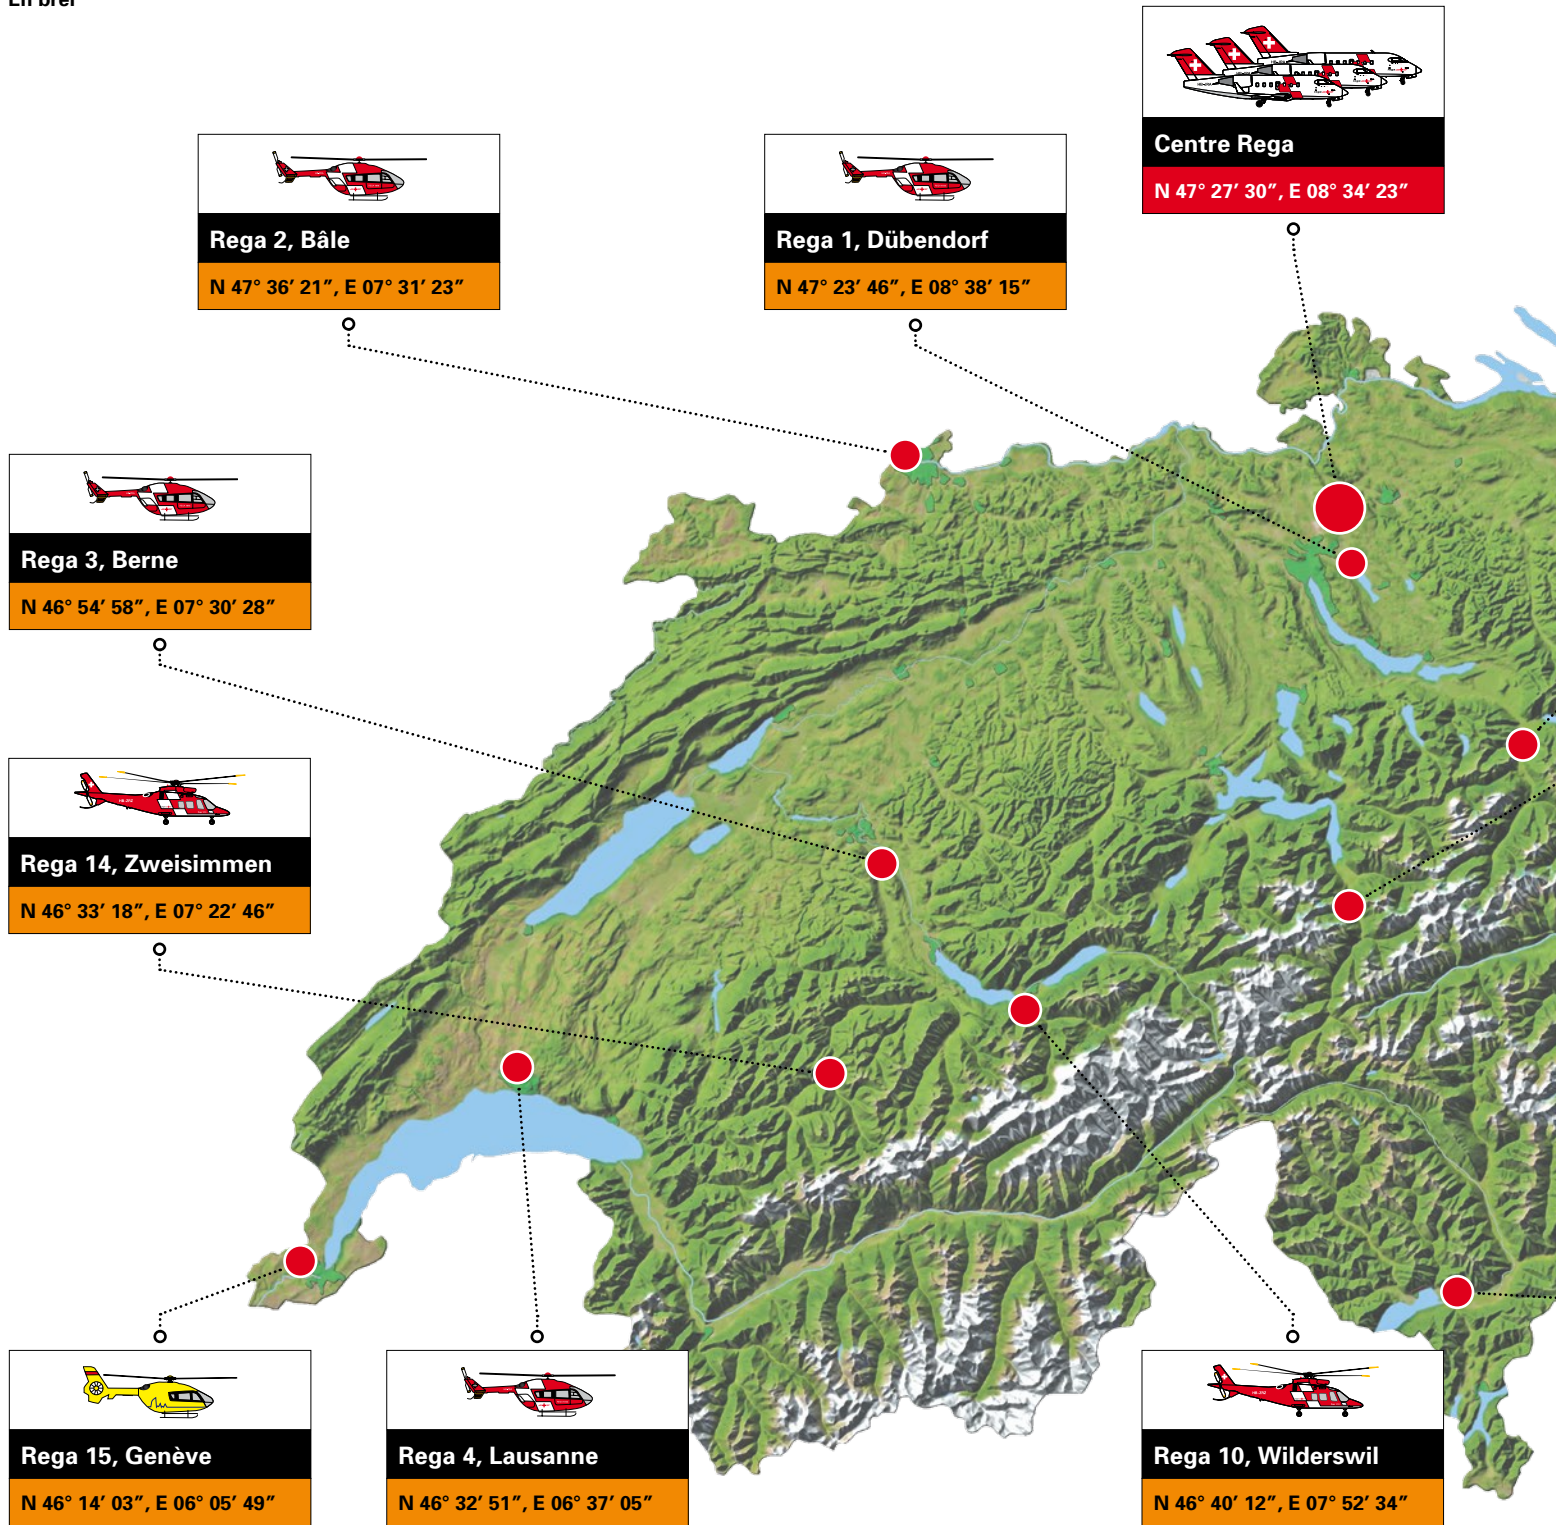 En bref
Centre Rega
N 47° 27′ 30″, E 08° 34′ 23″
Rega 2, Bâle
N 47° 36′ 21″, E 07° 31′ 23″
Rega 1, Dübendorf
N 47° 23′ 46″, E 08° 38′ 15″
Rega 3, Berne
N 46° 54′ 58″, E 07° 30′ 28″
Rega 14, Zweisimmen
N 46° 33′ 18″, E 07° 22′ 46″
Rega 15, Genève
N 46° 14′ 03″, E 06° 05′ 49″
Rega 4, Lausanne
N 46° 32′ 51″, E 06° 37′ 05″
Rega 10, Wilderswil
N 46° 40′ 12″, E 07° 52′ 34″